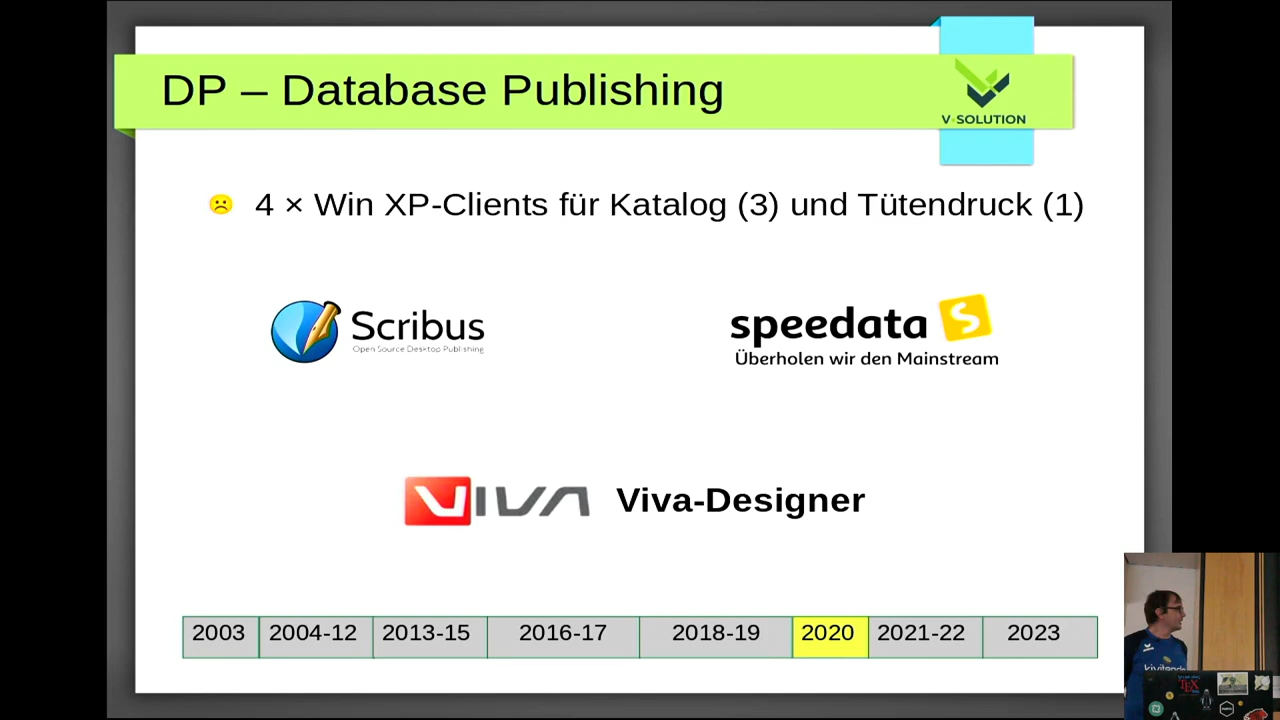 DP – Database Publishing
V-SOLUTION
4 × Win XP-Clients für Katalog (3) und Tütendruck (1)
Scribus
Open Source Desktop Publishing
speedata S
Überholen wir den Mainstream
VIVA Viva-Designer
2003 2004-12 2013-15 2016-17 2018-19 2020 2021-22 2023
TEX